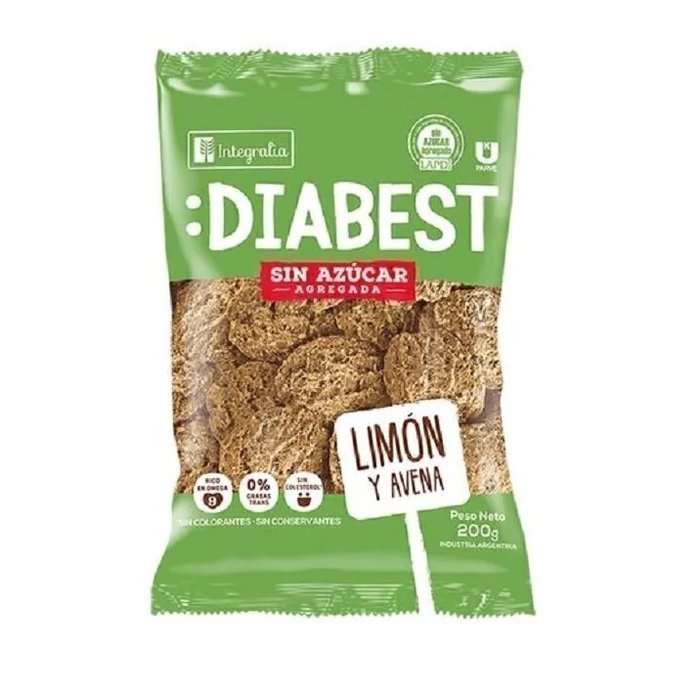 Integralia
SIN
AZÚCAR
agregada
LAPDI
K
PARVE
:DIABEST
SIN AZÚCAR
AGREGADA
LIMÓN
Y AVENA
RICO
EN OMEGA
9
0%
GRASAS
TRANS
SIN
COLESTEROL
SIN COLORANTES - SIN CONSERVANTES
Peso Neto
200g
INDUSTRIA ARGENTINA